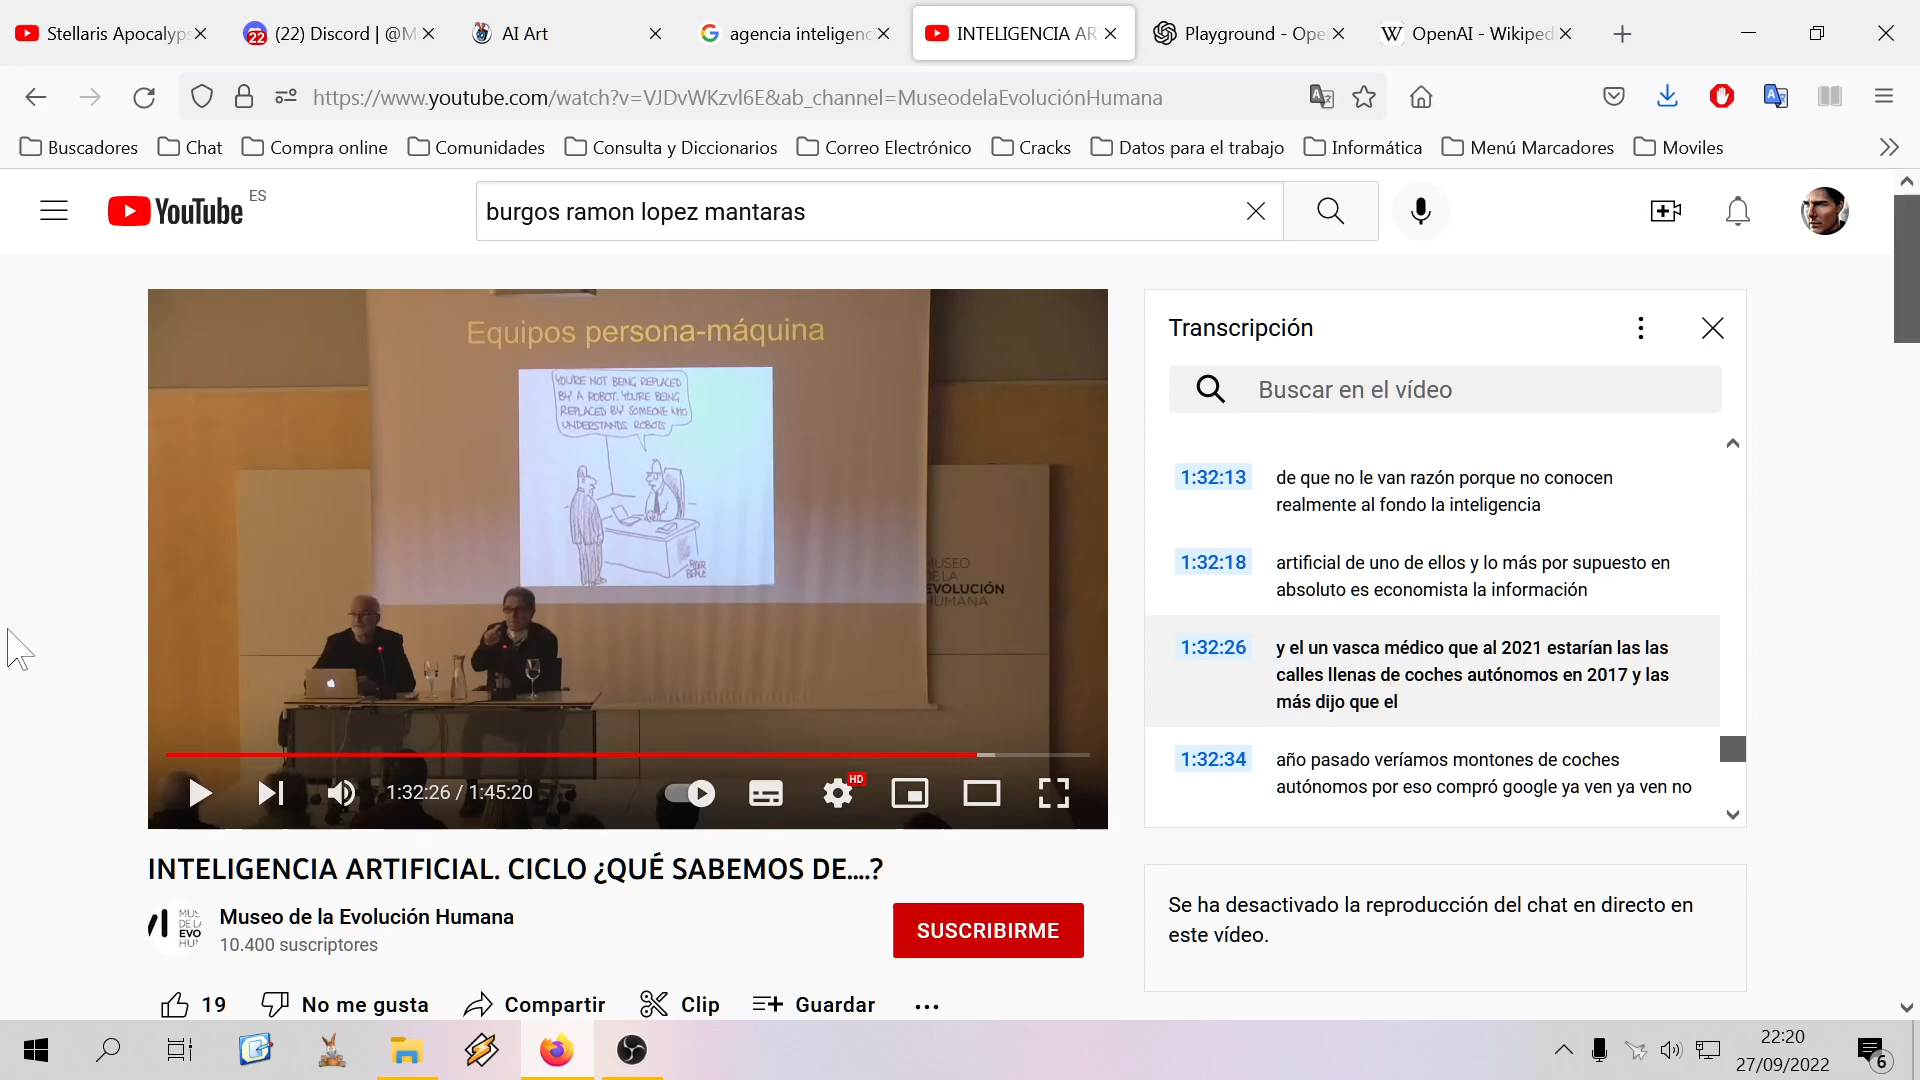 Stellaris Apocalyps
(22) Discord | @M
AI Art
agencia inteligenc
INTELIGENCIA AR
Playground - Ope
OpenAI - Wikiped
https://www.youtube.com/watch?v=VJDvWKzvl6E&ab_channel=MuseodelaEvoluciónHumana
Buscadores
Chat
Compra online
Comunidades
Consulta y Diccionarios
Correo Electrónico
Cracks
Datos para el trabajo
Informática
Menú Marcadores
Moviles
YouTube ES
burgos ramon lopez mantaras
Equipos persona-máquina
YOU'RE NOT BEING REPLACED
BY A ROBOT. YOU'RE BEING
REPLACED BY SOMEONE WHO
UNDERSTANDS ROBOTS
MUSEO
DE LA
EVOLUCIÓN
HUMANA
1:32:26 / 1:45:20
HD
Transcripción
Buscar en el vídeo
1:32:13
de que no le van razón porque no conocen
realmente al fondo la inteligencia
1:32:18
artificial de uno de ellos y lo más por supuesto en
absoluto es economista la información
1:32:26
y el un vasca médico que al 2021 estarían las las
calles llenas de coches autónomos en 2017 y las
más dijo que el
1:32:34
año pasado veríamos montones de coches
autónomos por eso compró google ya ven ya ven no
INTELIGENCIA ARTIFICIAL. CICLO ¿QUÉ SABEMOS DE....?
Museo de la Evolución Humana
10.400 suscriptores
SUSCRIBIRME
Se ha desactivado la reproducción del chat en directo en
este vídeo.
19
No me gusta
Compartir
Clip
Guardar
22:20
27/09/2022
6